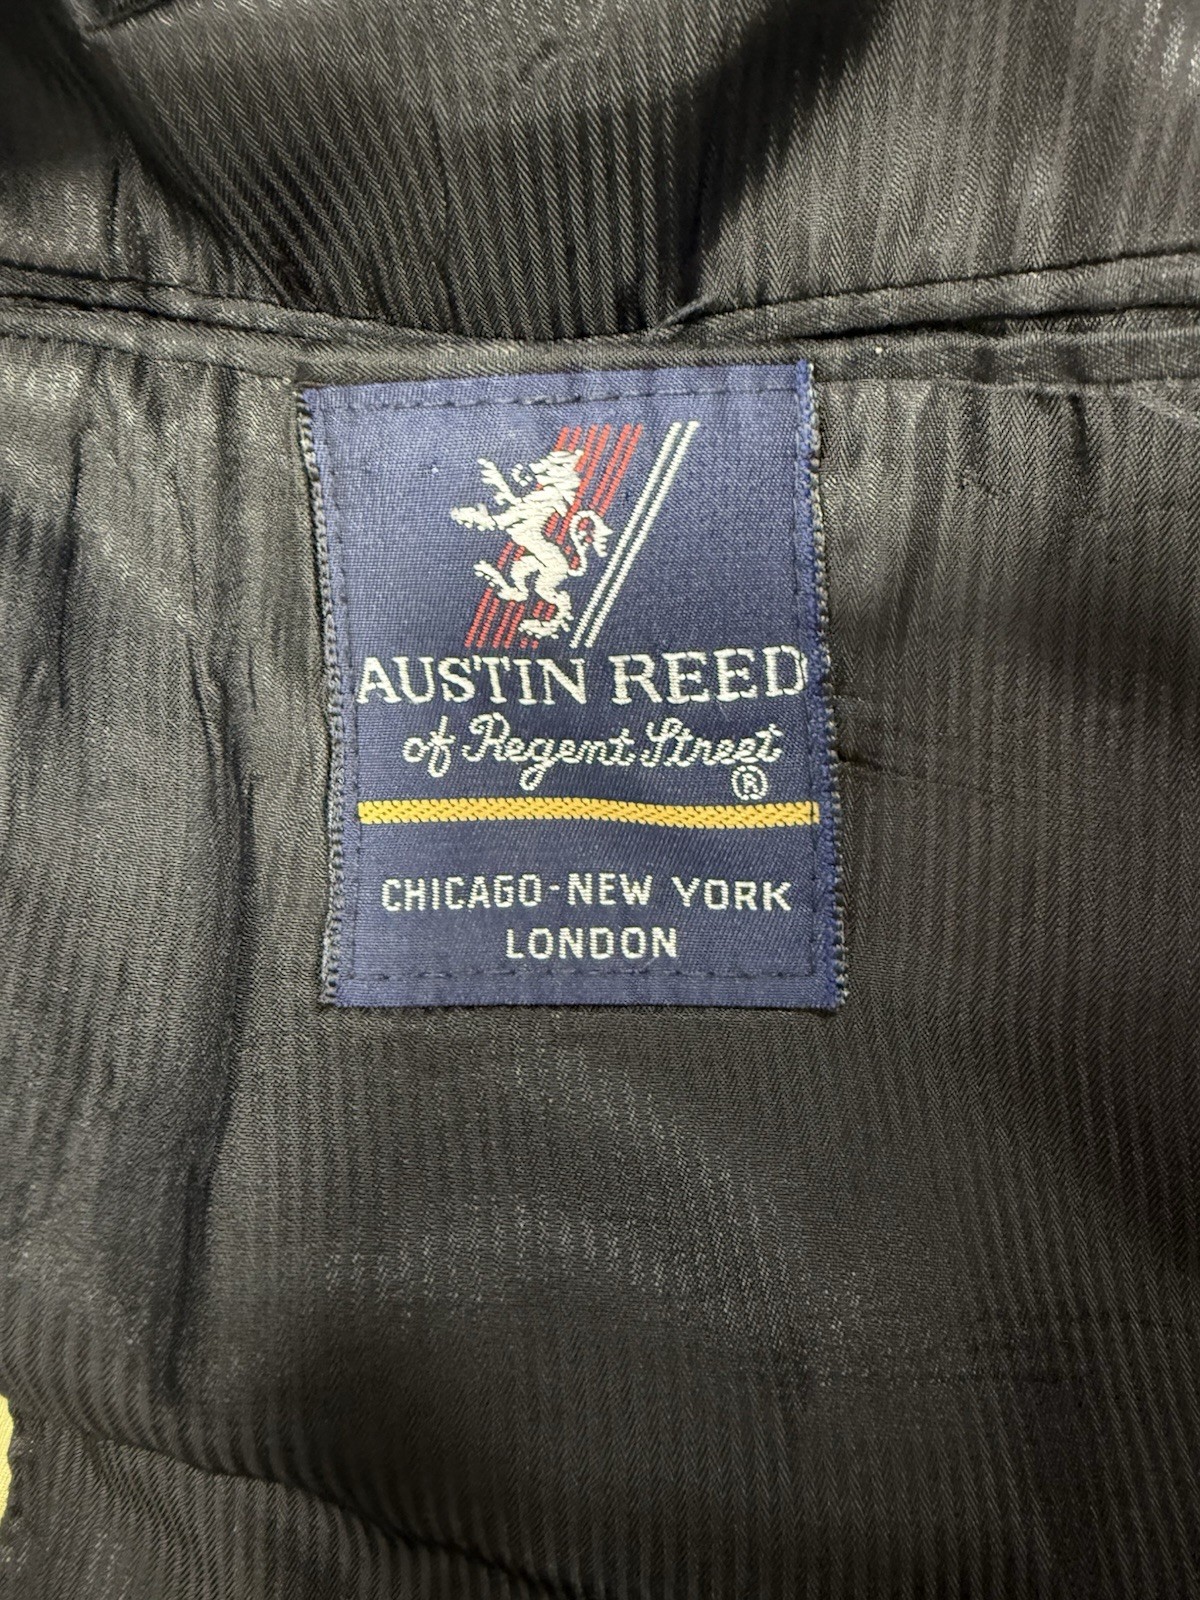 AUSTIN REED
of Regent Street
®
CHICAGO-NEW YORK
LONDON